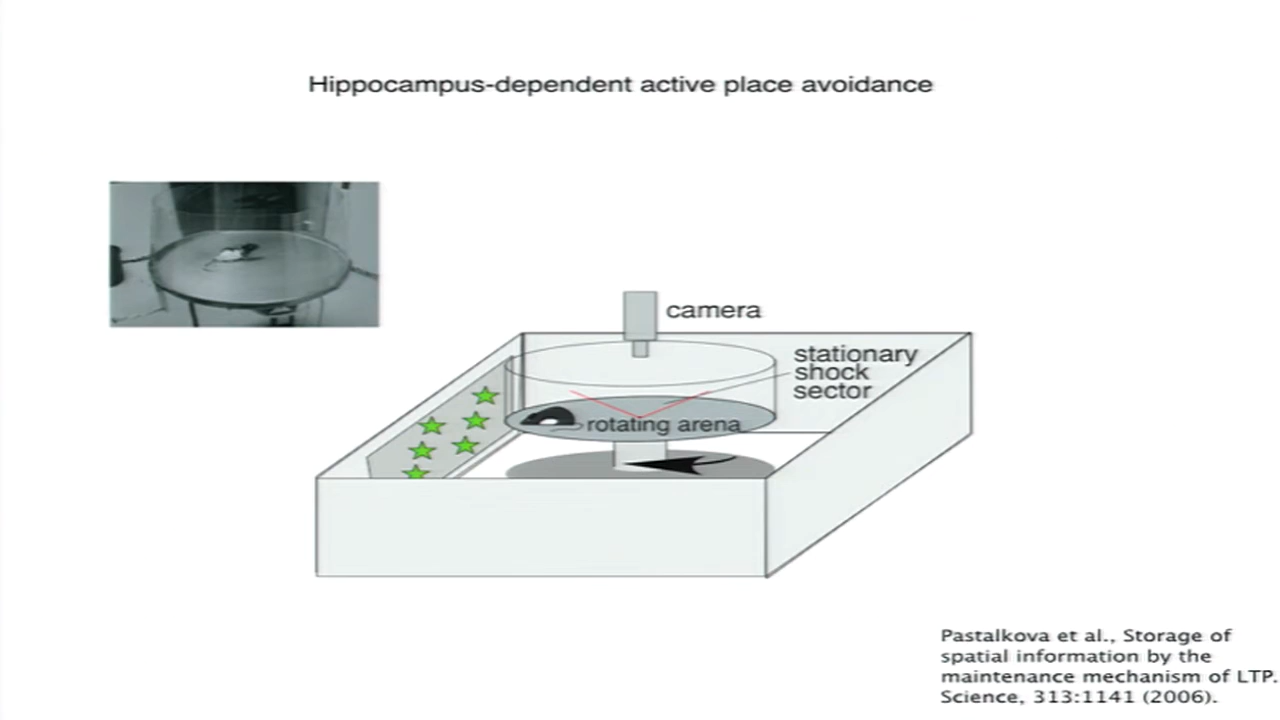 Hippocampus-dependent active place avoidance
camera
stationary
shock
sector
rotating arena
Pastalkova et al., Storage of
spatial information by the
maintenance mechanism of LTP.
Science, 313:1141 (2006).